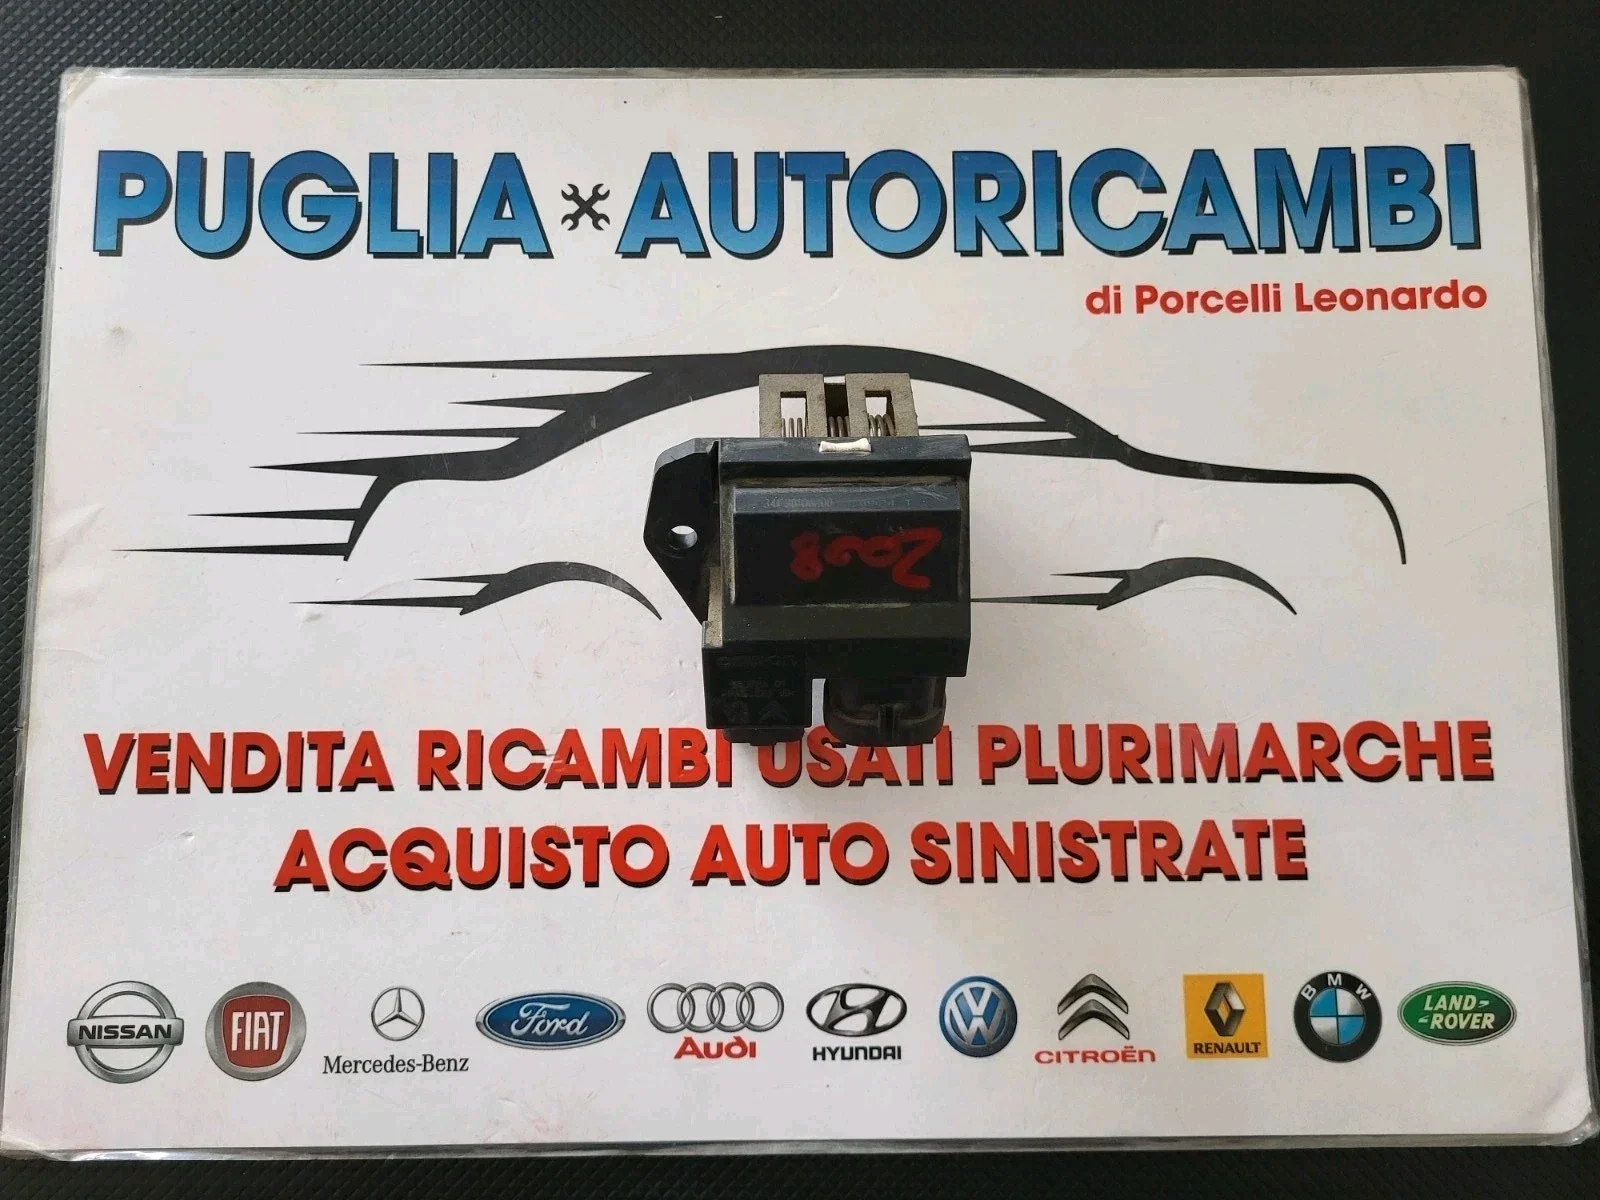 PUGLIA AUTORICAMBI
di Porcelli Leonardo
2008
VENDITA RICAMBI USATI PLURIMARCHE
ACQUISTO AUTO SINISTRATE
NISSAN
FIAT
Mercedes-Benz
Ford
Audi
HYUNDAI
VW
CITROËN
RENAULT
BMW
LAND-
-ROVER